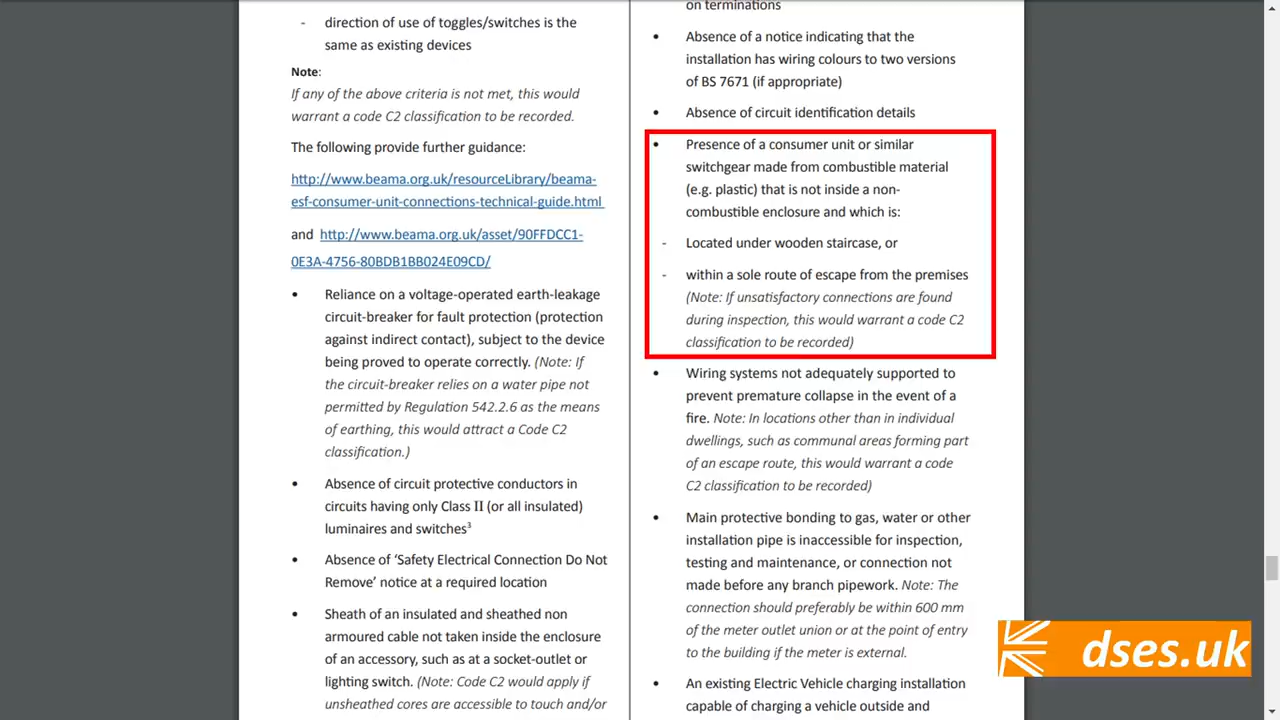 - direction of use of toggles/switches is the
same as existing devices
Note:
If any of the above criteria is not met, this would
warrant a code C2 classification to be recorded.
The following provide further guidance:
http://www.beama.org.uk/resourceLibrary/beama-
esf-consumer-unit-connections-technical-guide.html
and http://www.beama.org.uk/asset/90FFDCC1-
0E3A-4756-80BDB1BB024E09CD/
• Reliance on a voltage-operated earth-leakage
circuit-breaker for fault protection (protection
against indirect contact), subject to the device
being proved to operate correctly. (Note: If
the circuit-breaker relies on a water pipe not
permitted by Regulation 542.2.6 as the means
of earthing, this would attract a Code C2
classification.)
• Absence of circuit protective conductors in
circuits having only Class II (or all insulated)
luminaires and switches³
• Absence of ‘Safety Electrical Connection Do Not
Remove’ notice at a required location
• Sheath of an insulated and sheathed non
armoured cable not taken inside the enclosure
of an accessory, such as at a socket-outlet or
lighting switch. (Note: Code C2 would apply if
unsheathed cores are accessible to touch and/or
on terminations
• Absence of a notice indicating that the
installation has wiring colours to two versions
of BS 7671 (if appropriate)
• Absence of circuit identification details
• Presence of a consumer unit or similar
switchgear made from combustible material
(e.g. plastic) that is not inside a non-
combustible enclosure and which is:
- Located under wooden staircase, or
- within a sole route of escape from the premises
(Note: If unsatisfactory connections are found
during inspection, this would warrant a code C2
classification to be recorded)
• Wiring systems not adequately supported to
prevent premature collapse in the event of a
fire. Note: In locations other than in individual
dwellings, such as communal areas forming part
of an escape route, this would warrant a code
C2 classification to be recorded)
• Main protective bonding to gas, water or other
installation pipe is inaccessible for inspection,
testing and maintenance, or connection not
made before any branch pipework. Note: The
connection should preferably be within 600 mm
of the meter outlet union or at the point of entry
to the building if the meter is external.
• An existing Electric Vehicle charging installation
capable of charging a vehicle outside and
dses.uk